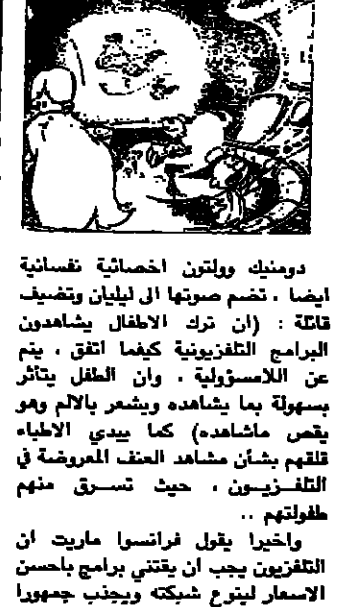 دومنيك وولتون اخصائية نفسانية
ايضا ، تضم صوتها الى ليليان وتضيف
قائلة : (ان ترك الاطفال يشاهدون
البرامج التلفزيونية كيفما اتفق ، ينم
عن اللامسؤولية ، وان الطفل يتأثر
بسهولة بما يشاهده ويشعر بالالم وهو
يقص ماشاهده) كما يبدي الاطباء
قلقهم بشأن مشاهد العنف المعروضة في
التلفـزيـون ، حيث تسـرق منهم
طفولتهم ..
واخيرا يقول فرانسوا ماريت ان
التلفزيون يجب ان يقتني برامج باحسن
الاسعار لينوع شبكته ويجذب جمهورا